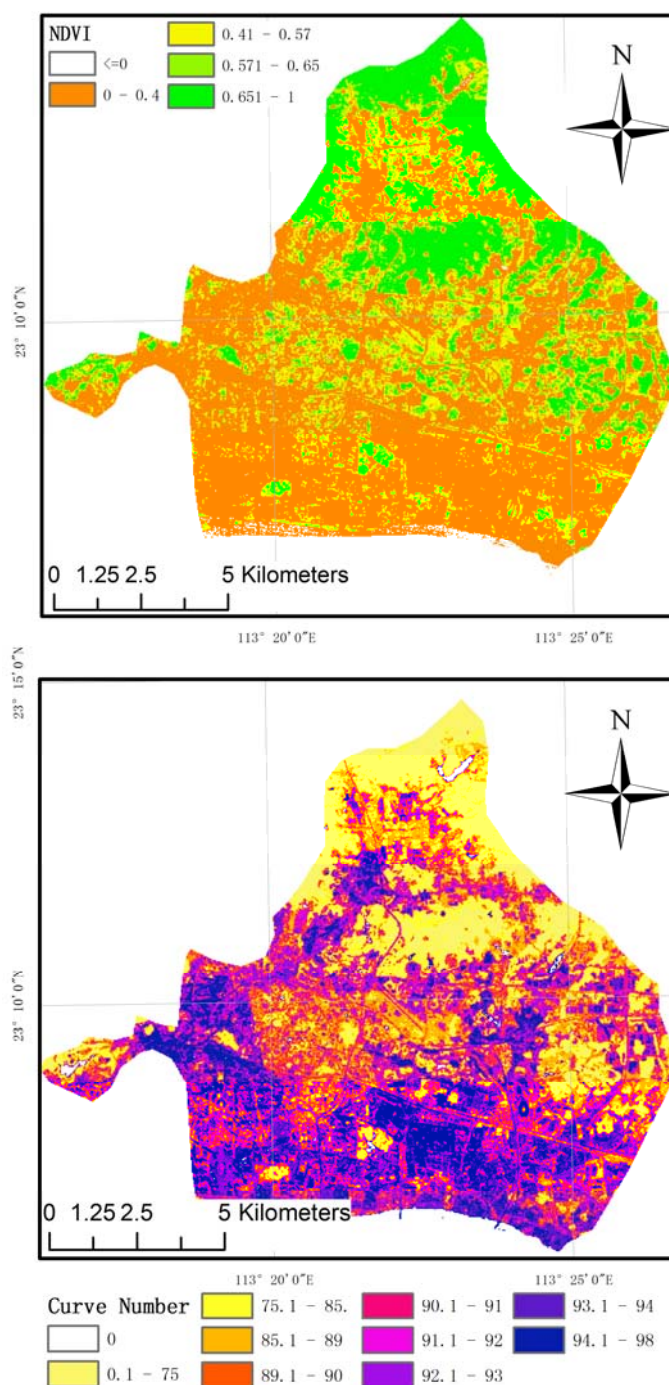 NDVI
<=0
0 - 0.4
0.41 - 0.57
0.571 - 0.65
0.651 - 1
N
23° 10′ 0″N
0 1.25 2.5 5 Kilometers
113° 20′ 0″E
113° 25′ 0″E
23° 15′ 0″N
N
23° 10′ 0″N
0 1.25 2.5 5 Kilometers
113° 20′ 0″E
113° 25′ 0″E
Curve Number
0
0.1 - 75
75.1 - 85.
85.1 - 89
89.1 - 90
90.1 - 91
91.1 - 92
92.1 - 93
93.1 - 94
94.1 - 98